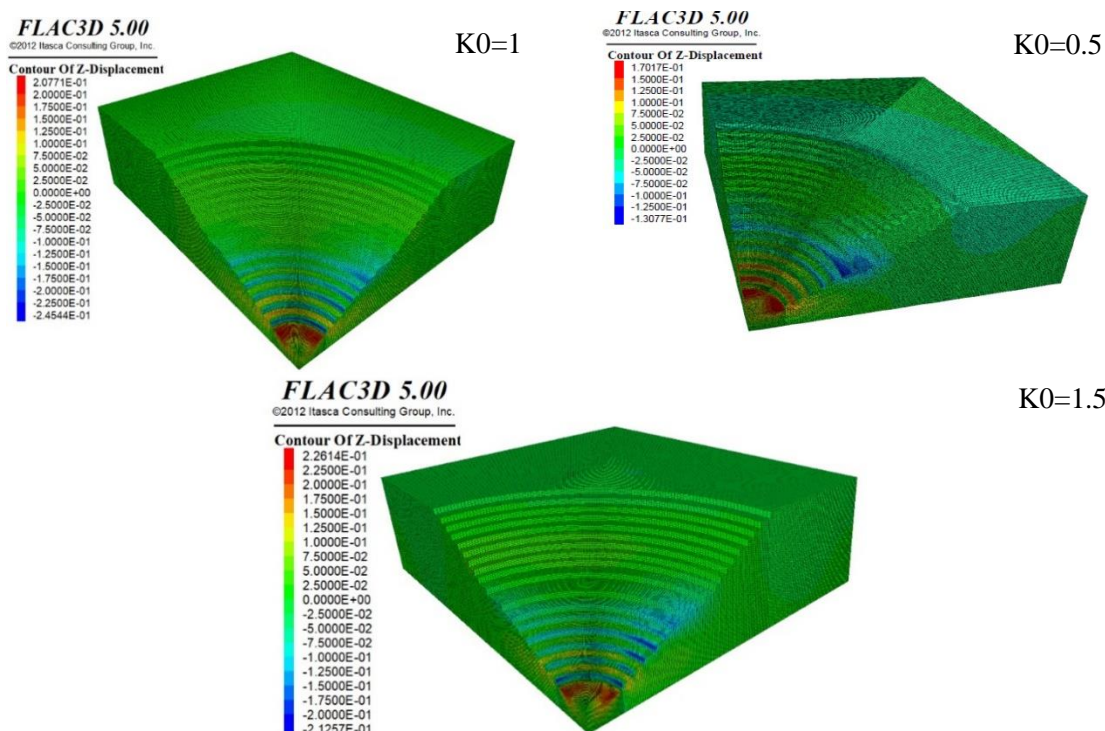 FLAC3D 5.00
©2012 Itasca Consulting Group, Inc.
K0=1
Contour Of Z-Displacement
2.0771E-01
2.0000E-01
1.7500E-01
1.5000E-01
1.2500E-01
1.0000E-01
7.5000E-02
5.0000E-02
2.5000E-02
0.0000E+00
-2.5000E-02
-5.0000E-02
-7.5000E-02
-1.0000E-01
-1.2500E-01
-1.5000E-01
-1.7500E-01
-2.0000E-01
-2.2500E-01
-2.4544E-01
FLAC3D 5.00
©2012 Itasca Consulting Group, Inc.
K0=0.5
Contour Of Z-Displacement
1.7017E-01
1.5000E-01
1.2500E-01
1.0000E-01
7.5000E-02
5.0000E-02
2.5000E-02
0.0000E+00
-2.5000E-02
-5.0000E-02
-7.5000E-02
-1.0000E-01
-1.2500E-01
-1.3077E-01
FLAC3D 5.00
©2012 Itasca Consulting Group, Inc.
K0=1.5
Contour Of Z-Displacement
2.2614E-01
2.2500E-01
2.0000E-01
1.7500E-01
1.5000E-01
1.2500E-01
1.0000E-01
7.5000E-02
5.0000E-02
2.5000E-02
0.0000E+00
-2.5000E-02
-5.0000E-02
-7.5000E-02
-1.0000E-01
-1.2500E-01
-1.5000E-01
-1.7500E-01
-2.0000E-01
-2.1257E-01